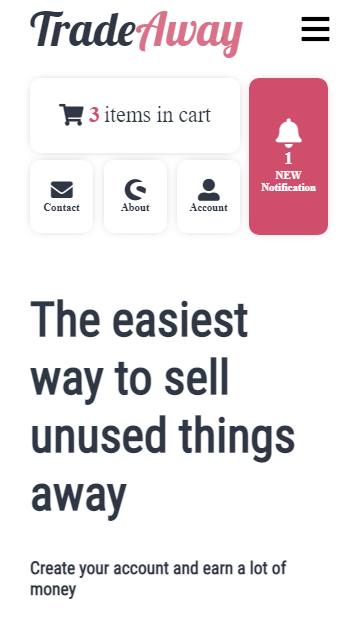 TradeAway
3 items in cart
1
NEW
Notification
Contact
About
Account
The easiest
way to sell
unused things
away
Create your account and earn a lot of
money